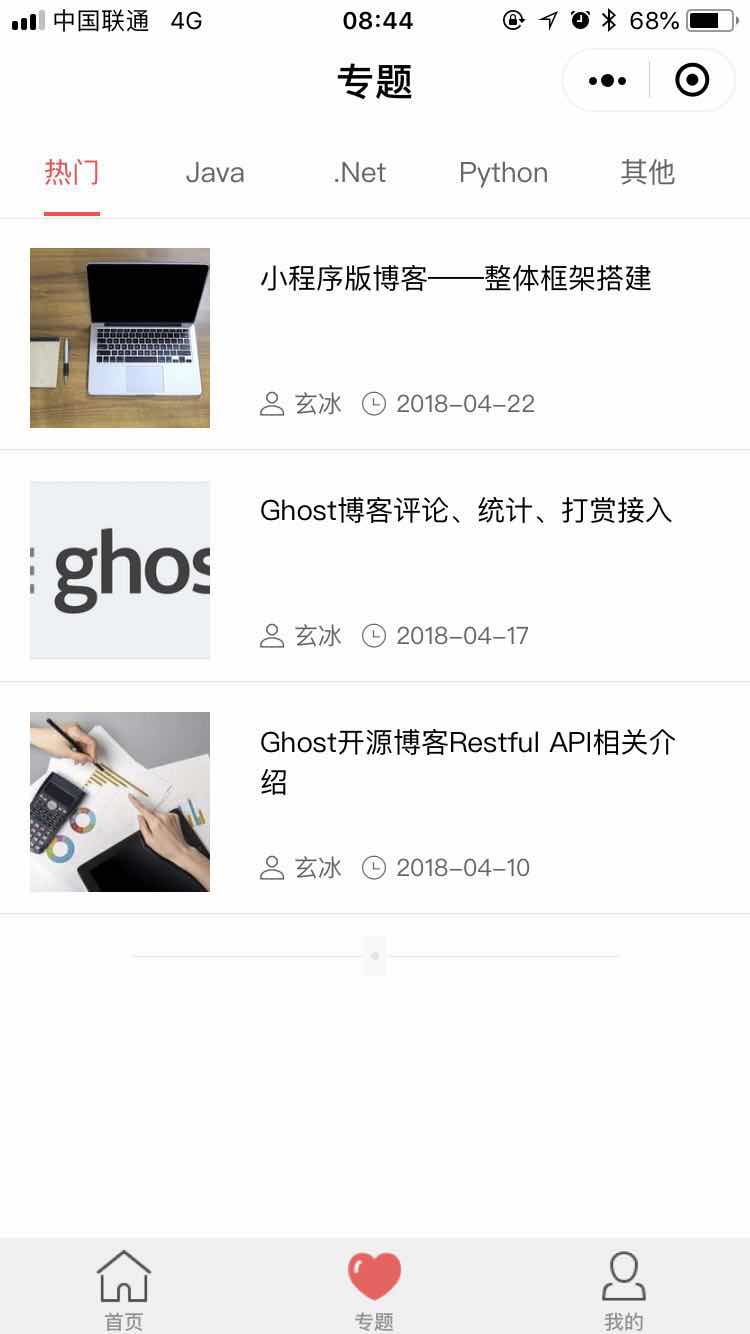 中国联通 4G 08:44 68%
专题
热门 Java .Net Python 其他
小程序版博客——整体框架搭建
玄冰 2018-04-22
ghos
Ghost博客评论、统计、打赏接入
玄冰 2018-04-17
Ghost开源博客Restful API相关介
绍
玄冰 2018-04-10
首页 专题 我的